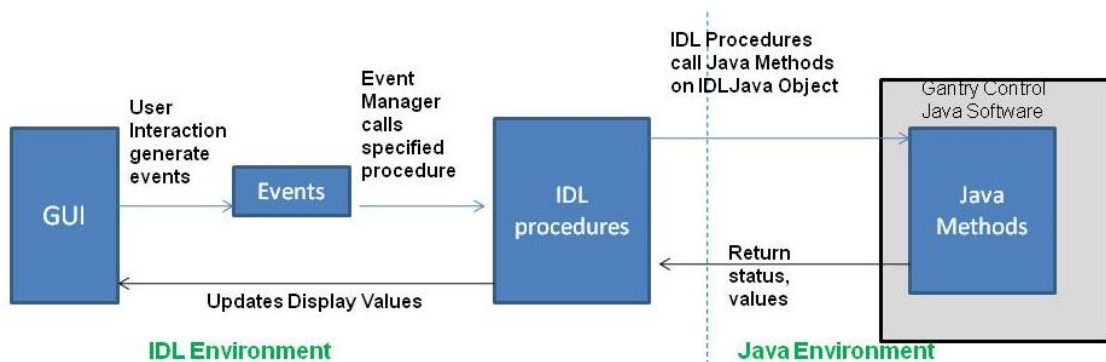 IDL Procedures
call Java Methods
on IDLJava Object
Event
Manager
calls
specified
procedure
User
Interaction
generate
events
Gantry Control
Java Software
GUI
Events
IDL
procedures
Java
Methods
Return
status,
values
Updates Display Values
IDL Environment
Java Environment